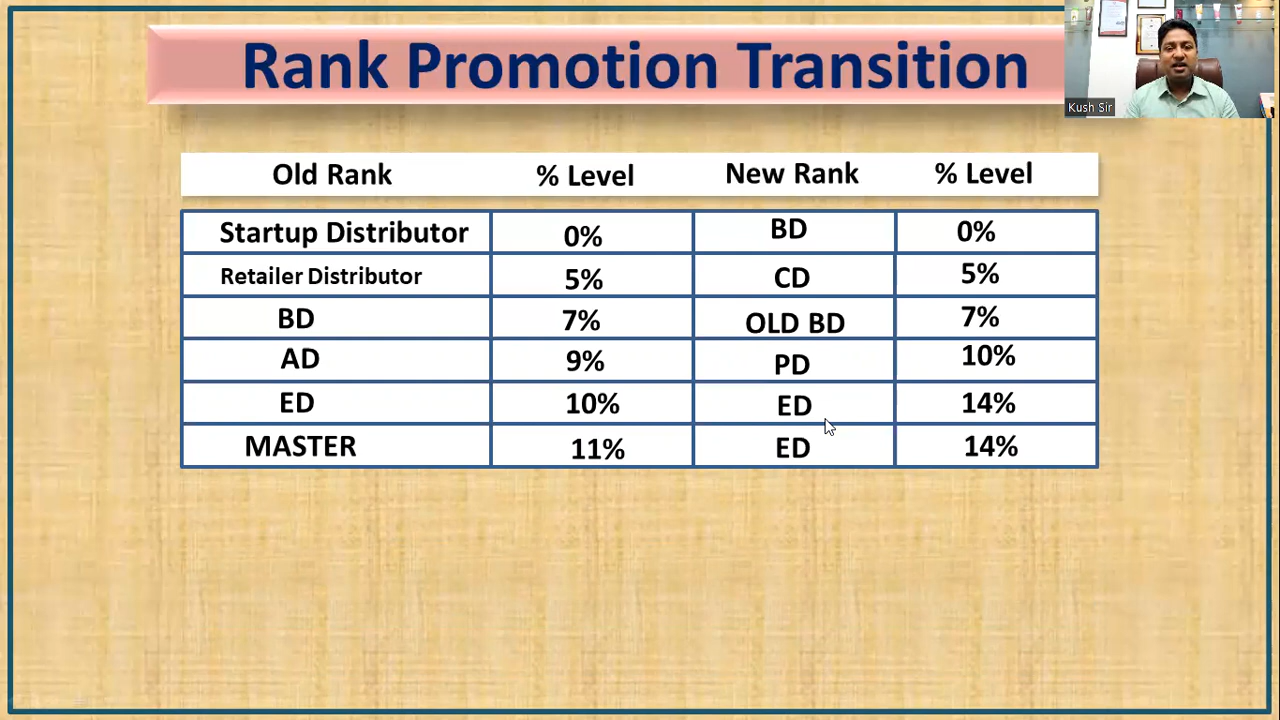 Rank Promotion Transition
Kush Sir
Old Rank % Level New Rank % Level
Startup Distributor 0% BD 0%
Retailer Distributor 5% CD 5%
BD 7% OLD BD 7%
AD 9% PD 10%
ED 10% ED 14%
MASTER 11% ED 14%